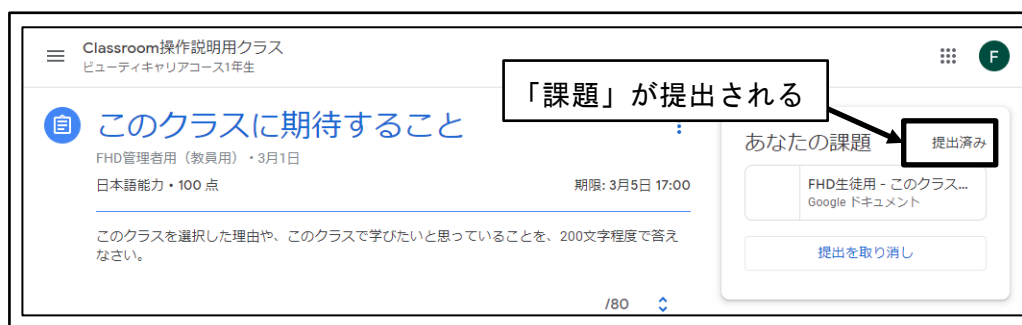 Classroom操作説明用クラス
ビューティキャリアコース1年生
F
「課題」が提出される
このクラスに期待すること
FHD管理者用（教員用）・3月1日
日本語能力・100 点
期限: 3月5日 17:00
このクラスを選択した理由や、このクラスで学びたいと思っていることを、200文字程度で答え
なさい。
/80
あなたの課題
提出済み
FHD生徒用 - このクラス...
Google ドキュメント
提出を取り消し